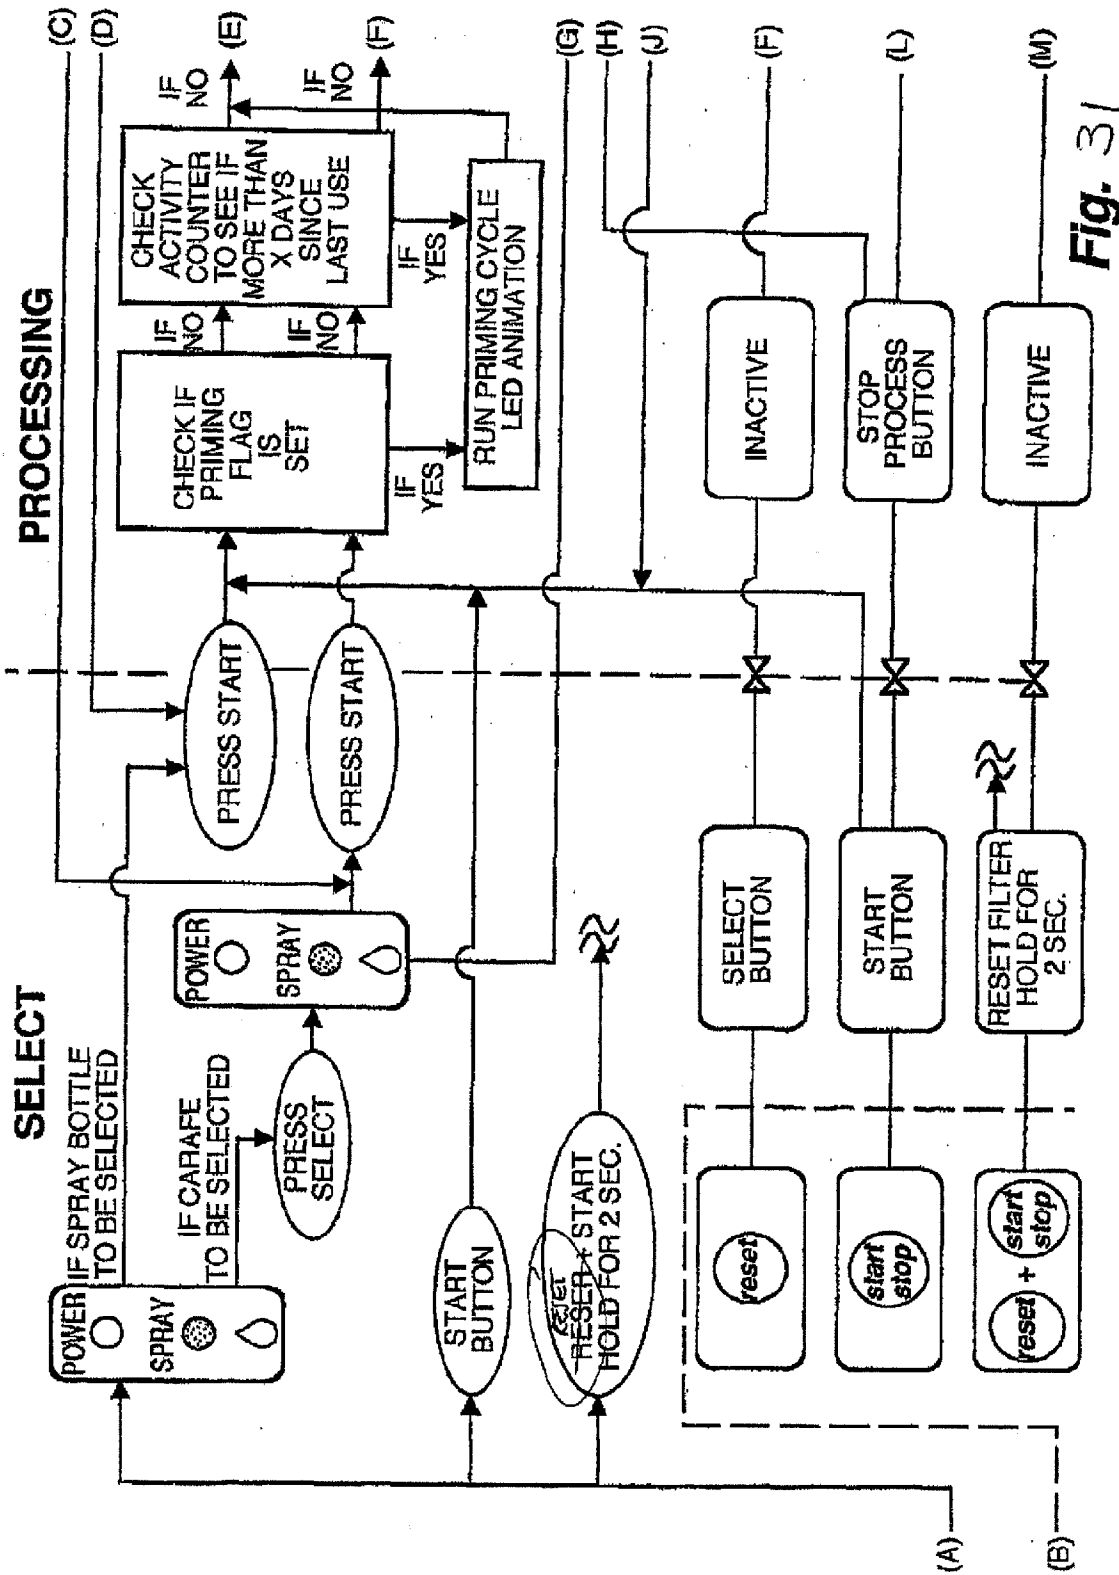 SELECT
PROCESSING
(C)
(D)
POWER
SPRAY
IF SPRAY BOTTLE
TO BE SELECTED
IF CARAFE
TO BE SELECTED
PRESS
SELECT
POWER
SPRAY
PRESS START
PRESS START
CHECK IF
PRIMING
FLAG
IS
SET
IF
NO
IF
NO
IF
YES
CHECK
ACTIVITY
COUNTER
TO SEE IF
MORE THAN
X DAYS
SINCE
LAST USE
IF
NO
(E)
IF
NO
(F)
IF
YES
RUN PRIMING CYCLE
LED ANIMATION
START
BUTTON
RESET
RESER + START
HOLD FOR 2 SEC.
(G)
(H)
(J)
reset
SELECT
BUTTON
INACTIVE
(F)
start
stop
START
BUTTON
STOP
PROCESS
BUTTON
(L)
reset + start
stop
RESET FILTER
HOLD FOR
2 SEC.
INACTIVE
(M)
(A)
(B)
Fig. 31